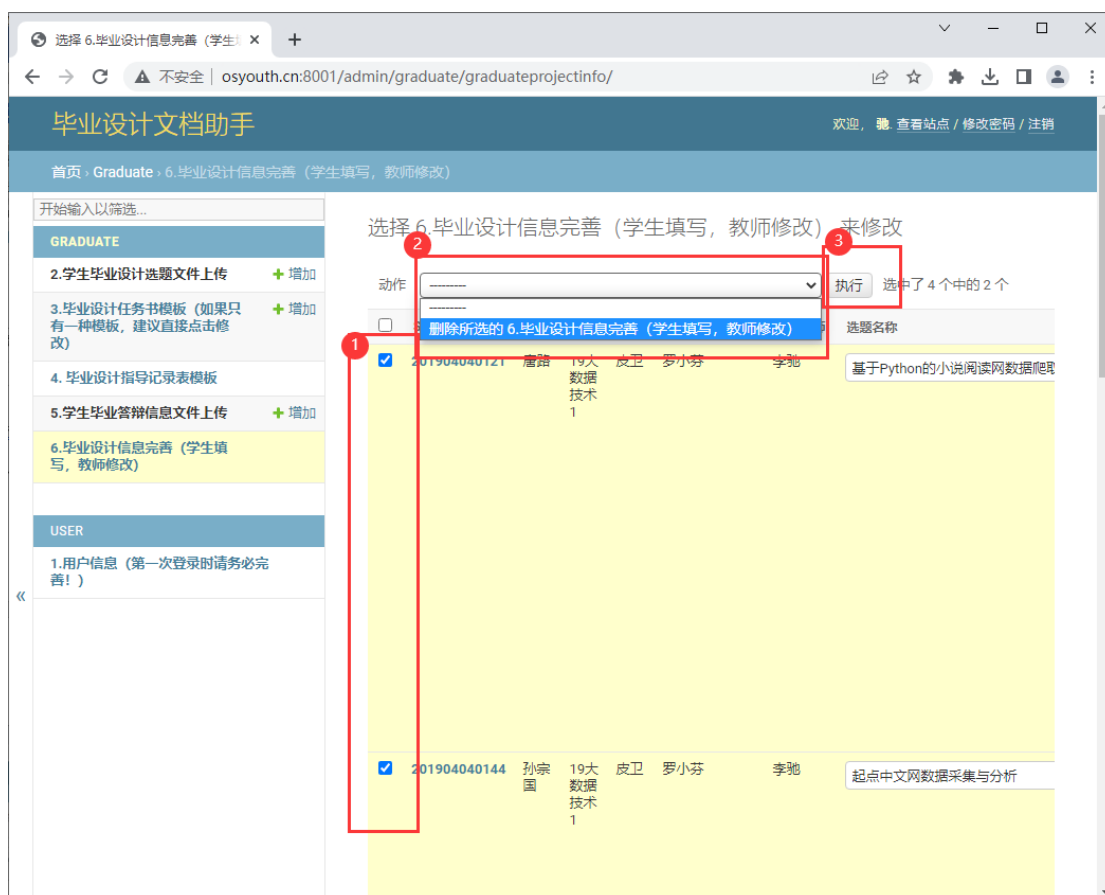 选择 6.毕业设计信息完善（学生
不安全 | osyouth.cn:8001/admin/graduate/graduateprojectinfo/
毕业设计文档助手
欢迎， 驰. 查看站点 / 修改密码 / 注销
首页 › Graduate › 6.毕业设计信息完善（学生填写，教师修改）
开始输入以筛选...
GRADUATE
2.学生毕业设计选题文件上传
增加
3.毕业设计任务书模板（如果只
有一种模板，建议直接点击修
改）
增加
4. 毕业设计指导记录表模板
5.学生毕业答辩信息文件上传
增加
6.毕业设计信息完善（学生填
写，教师修改）
USER
1.用户信息（第一次登录时请务必完
善！）
«
选择 6.毕业设计信息完善（学生填写，教师修改） 来修改
2
3
动作
---------
执行
选中了 4 个中的 2 个
---------
删除所选的 6.毕业设计信息完善（学生填写，教师修改）
选题名称
1
201904040121
唐路
19大
数据
技术
1
皮卫
罗小芬
李驰
基于Python的小说阅读网数据爬取
201904040144
孙宗
国
19大
数据
技术
1
皮卫
罗小芬
李驰
起点中文网数据采集与分析